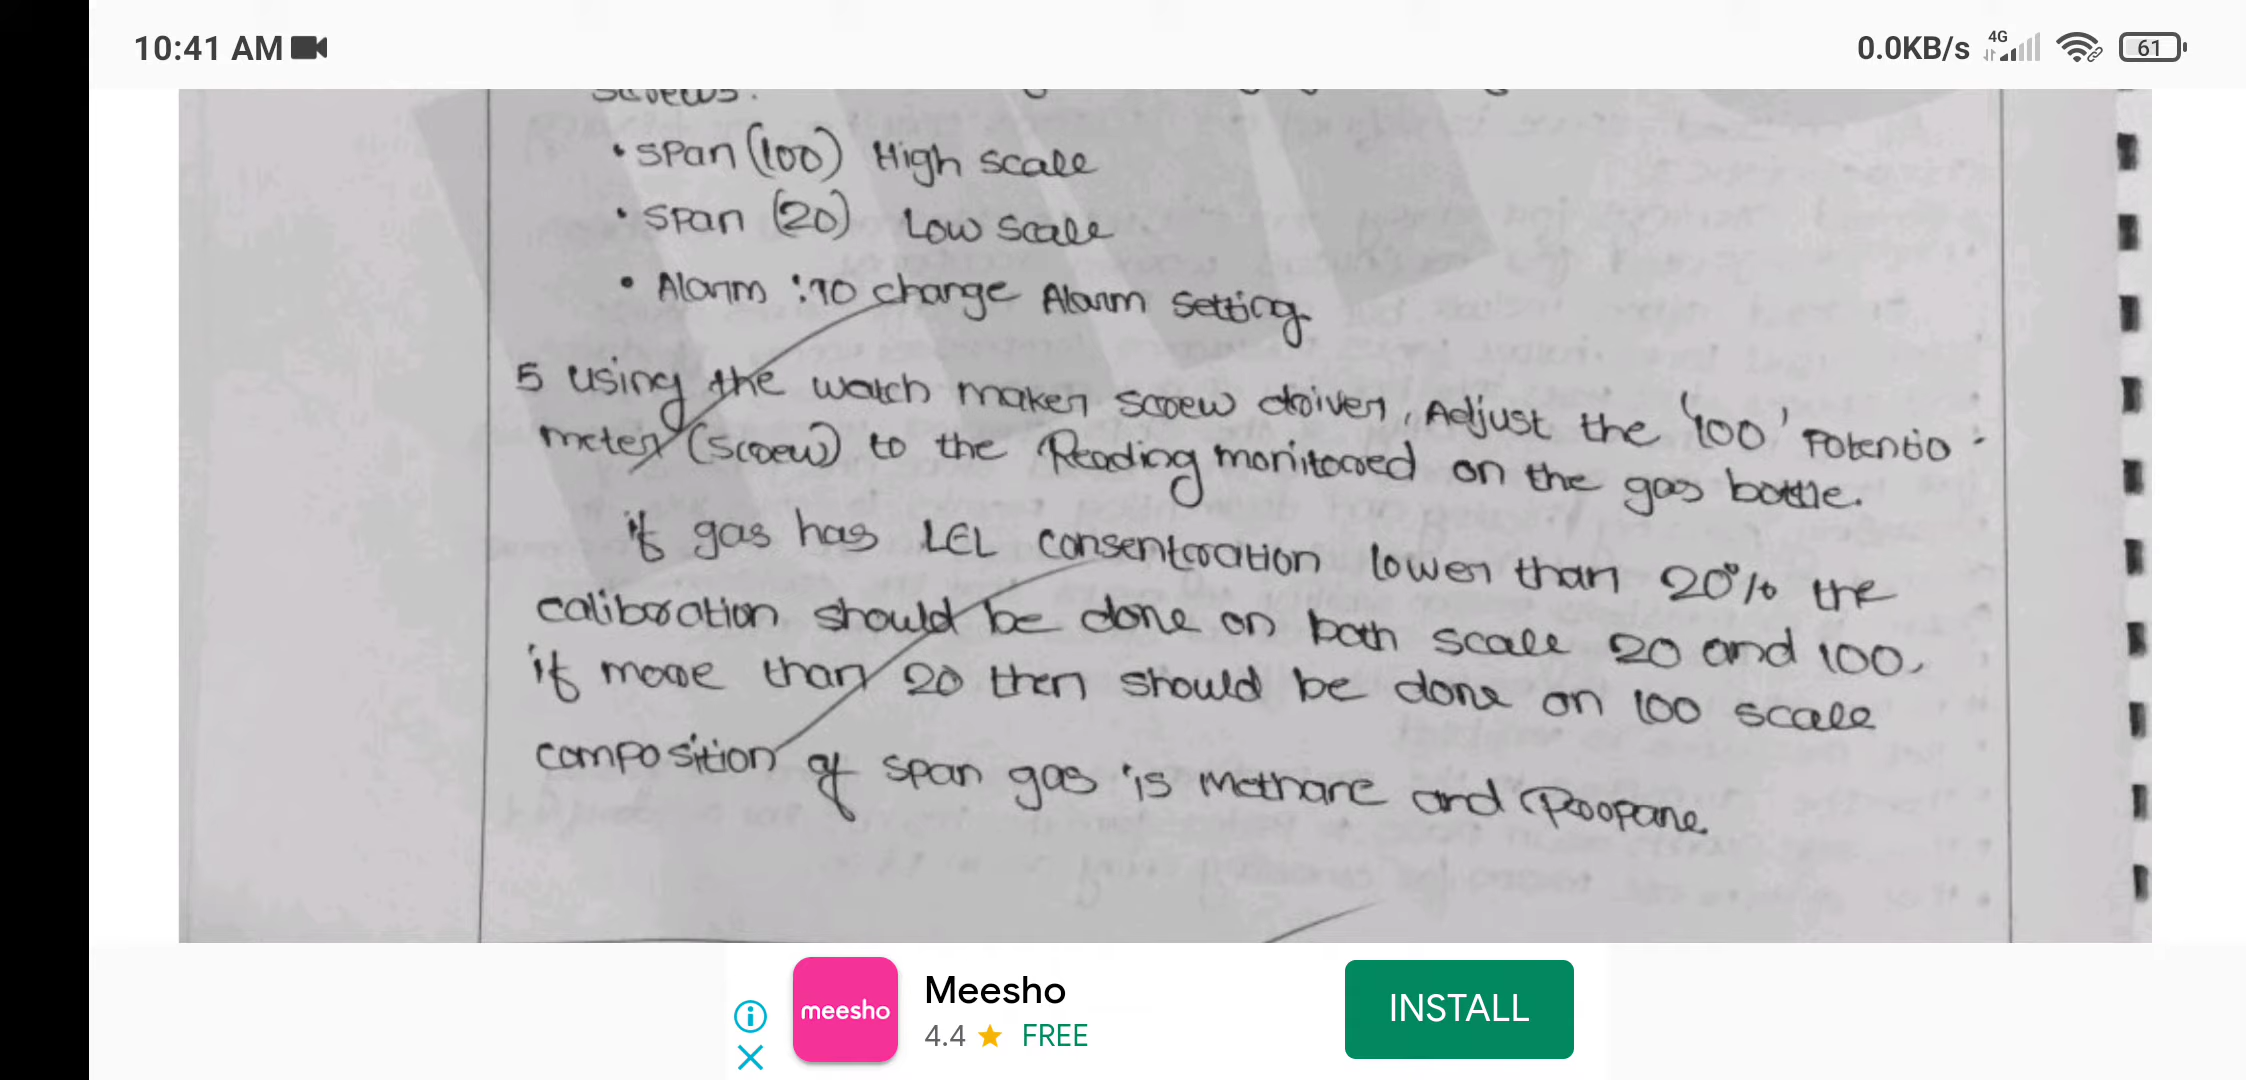 10:41 AM
0.0KB/s 4G 61
Screws.
• Span (100) High scale
• Span (20) Low Scale
• Alarm : To change Alarm Setting
5 using the watch maker screw driver, Adjust the '100' Potentio -
meter (screw) to the Reading monitored on the gas bottle.
if gas has LEL consentration lower than 20% the
calibration should be done on both scale 20 and 100.
if more than 20 then should be done on 100 scale
composition of span gas is Methane and Propane.
Meesho
meesho
4.4 ★ FREE
INSTALL